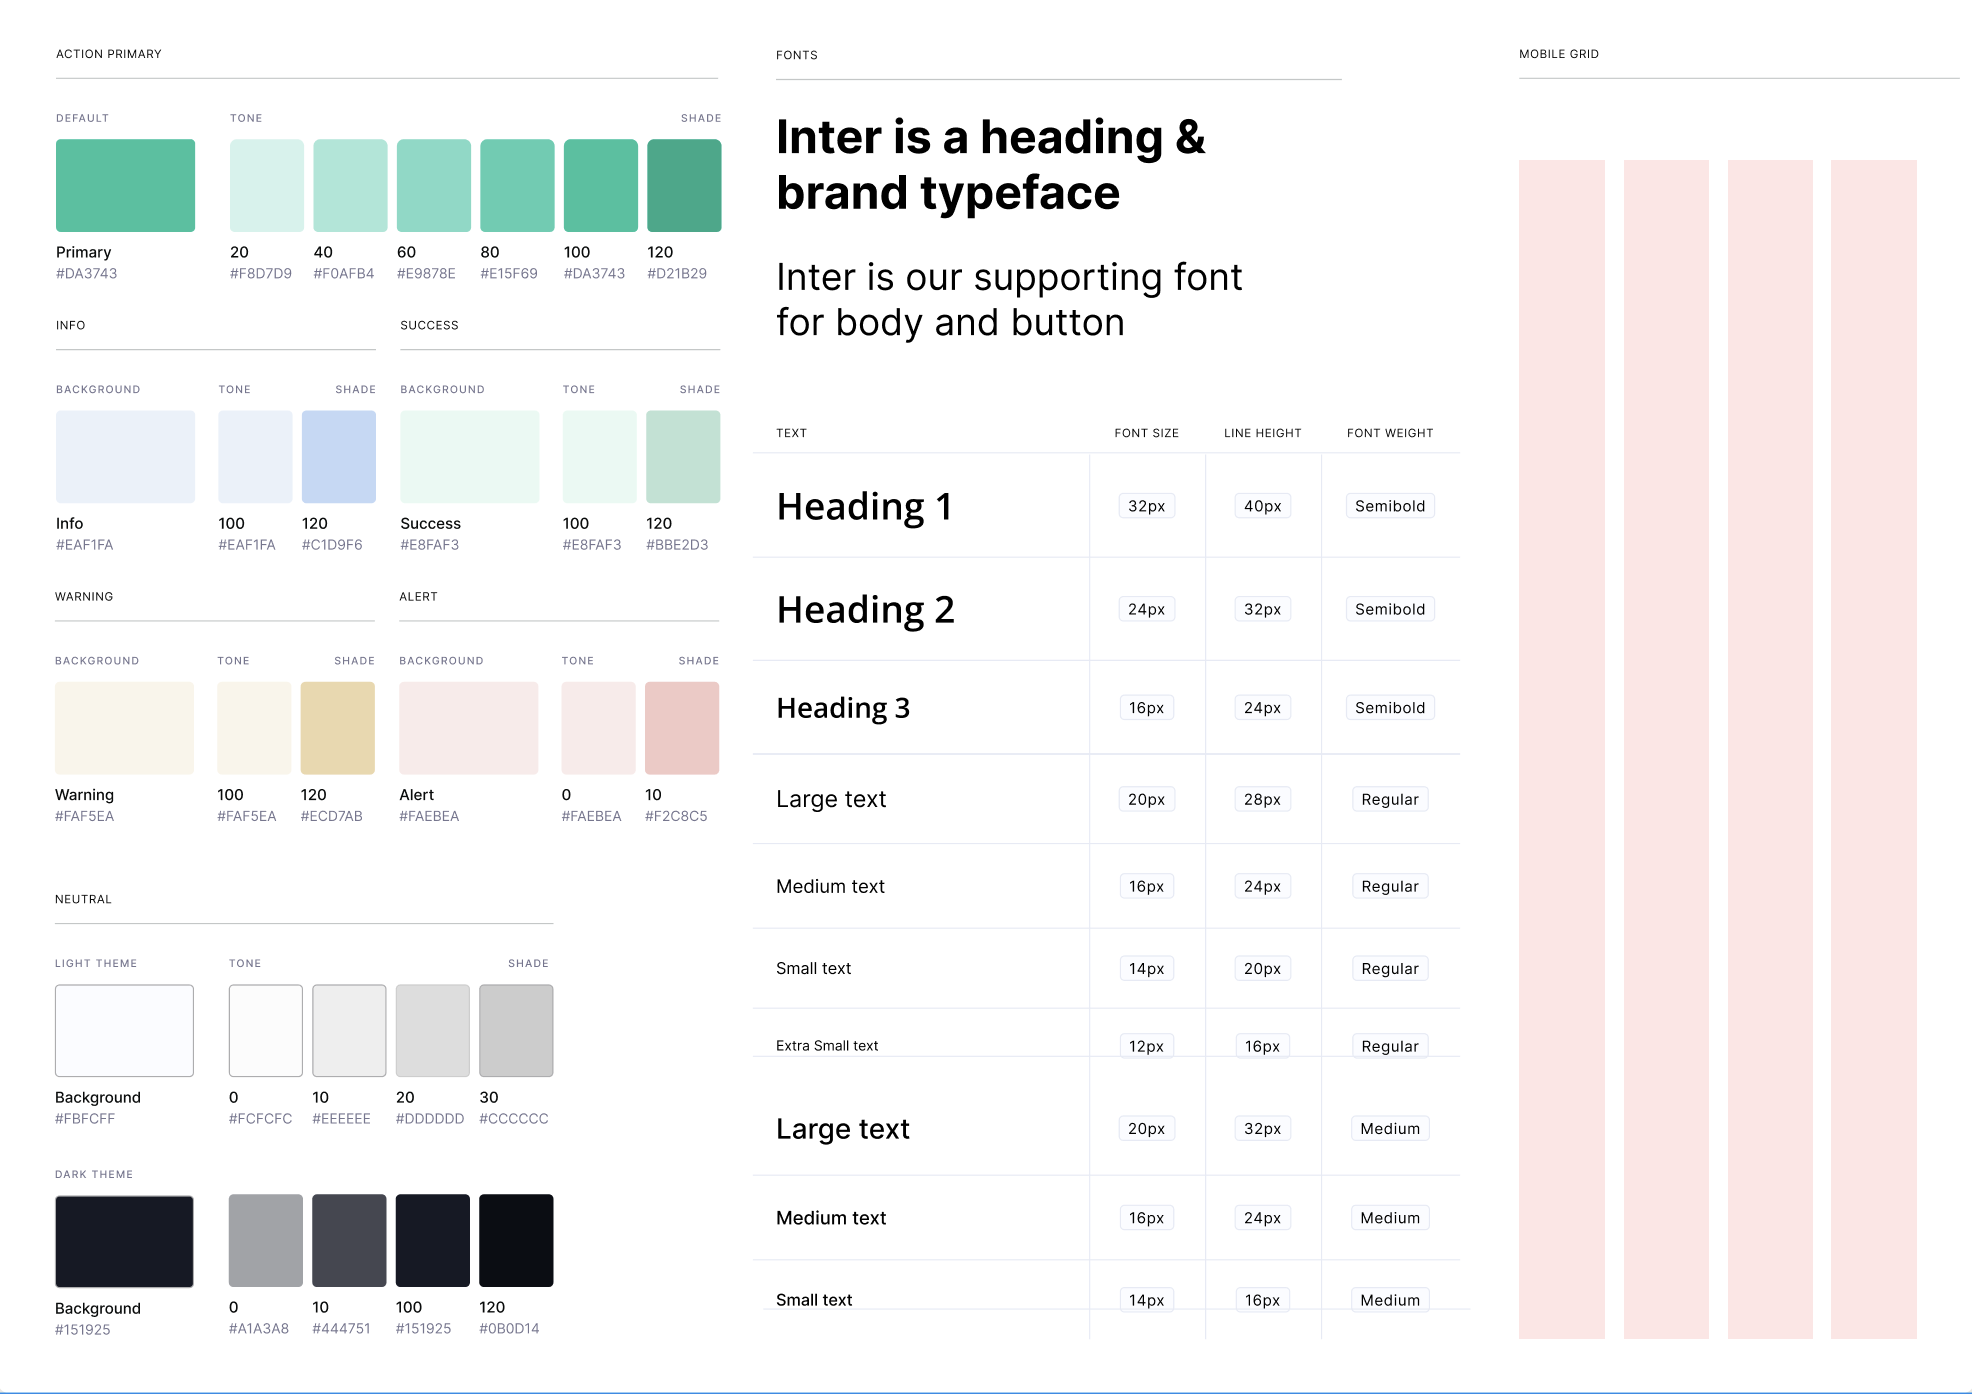 ACTION PRIMARY
DEFAULT
TONE
SHADE
Primary
#DA3743
20
#F8D7D9
40
#F0AFB4
60
#E9878E
80
#E15F69
100
#DA3743
120
#D21B29
INFO
BACKGROUND
TONE
SHADE
Info
#EAF1FA
100
#EAF1FA
120
#C1D9F6
SUCCESS
BACKGROUND
TONE
SHADE
Success
#E8FAF3
100
#E8FAF3
120
#BBE2D3
WARNING
BACKGROUND
TONE
SHADE
Warning
#FAF5EA
100
#FAF5EA
120
#ECD7AB
ALERT
BACKGROUND
TONE
SHADE
Alert
#FAEBEA
0
#FAEBEA
10
#F2C8C5
NEUTRAL
LIGHT THEME
TONE
SHADE
Background
#FBFCFF
0
#FCFCFC
10
#EEEEEE
20
#DDDDDD
30
#CCCCCC
DARK THEME
Background
#151925
0
#A1A3A8
10
#444751
100
#151925
120
#0B0D14
FONTS
Inter is a heading &
brand typeface
Inter is our supporting font
for body and button
TEXT FONT SIZE LINE HEIGHT FONT WEIGHT
Heading 1 32px 40px Semibold
Heading 2 24px 32px Semibold
Heading 3 16px 24px Semibold
Large text 20px 28px Regular
Medium text 16px 24px Regular
Small text 14px 20px Regular
Extra Small text 12px 16px Regular
Large text 20px 32px Medium
Medium text 16px 24px Medium
Small text 14px 16px Medium
MOBILE GRID